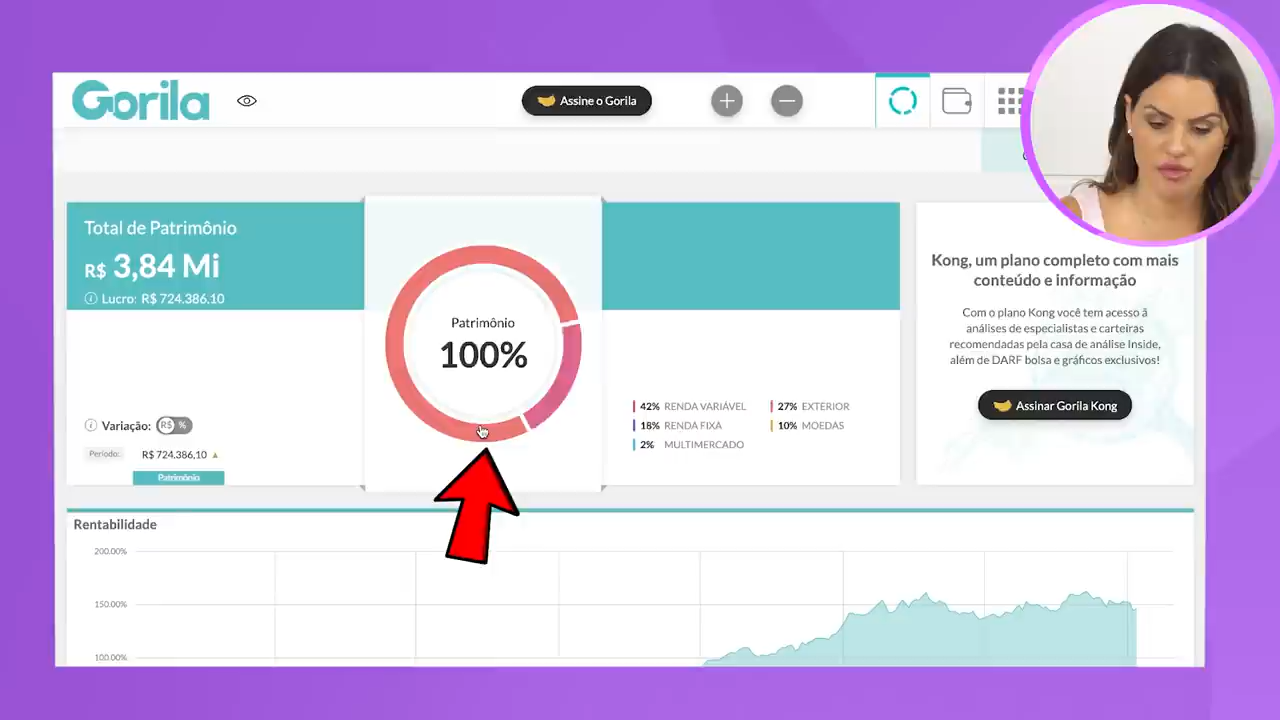 Gorila
Assine o Gorila
Total de Patrimônio
R$ 3,84 Mi
Lucro: R$ 724.386,10
Patrimônio
100%
Variação: R$ %
Período: R$ 724.386,10
Patrimônio
42% RENDA VARIÁVEL
27% EXTERIOR
18% RENDA FIXA
10% MOEDAS
2% MULTIMERCADO
Kong, um plano completo com mais
conteúdo e informação
Com o plano Kong você tem acesso à
análises de especialistas e carteiras
recomendadas pela casa de análise Inside,
além de DARF bolsa e gráficos exclusivos!
Assinar Gorila Kong
Rentabilidade
200.00%
150.00%
100.00%